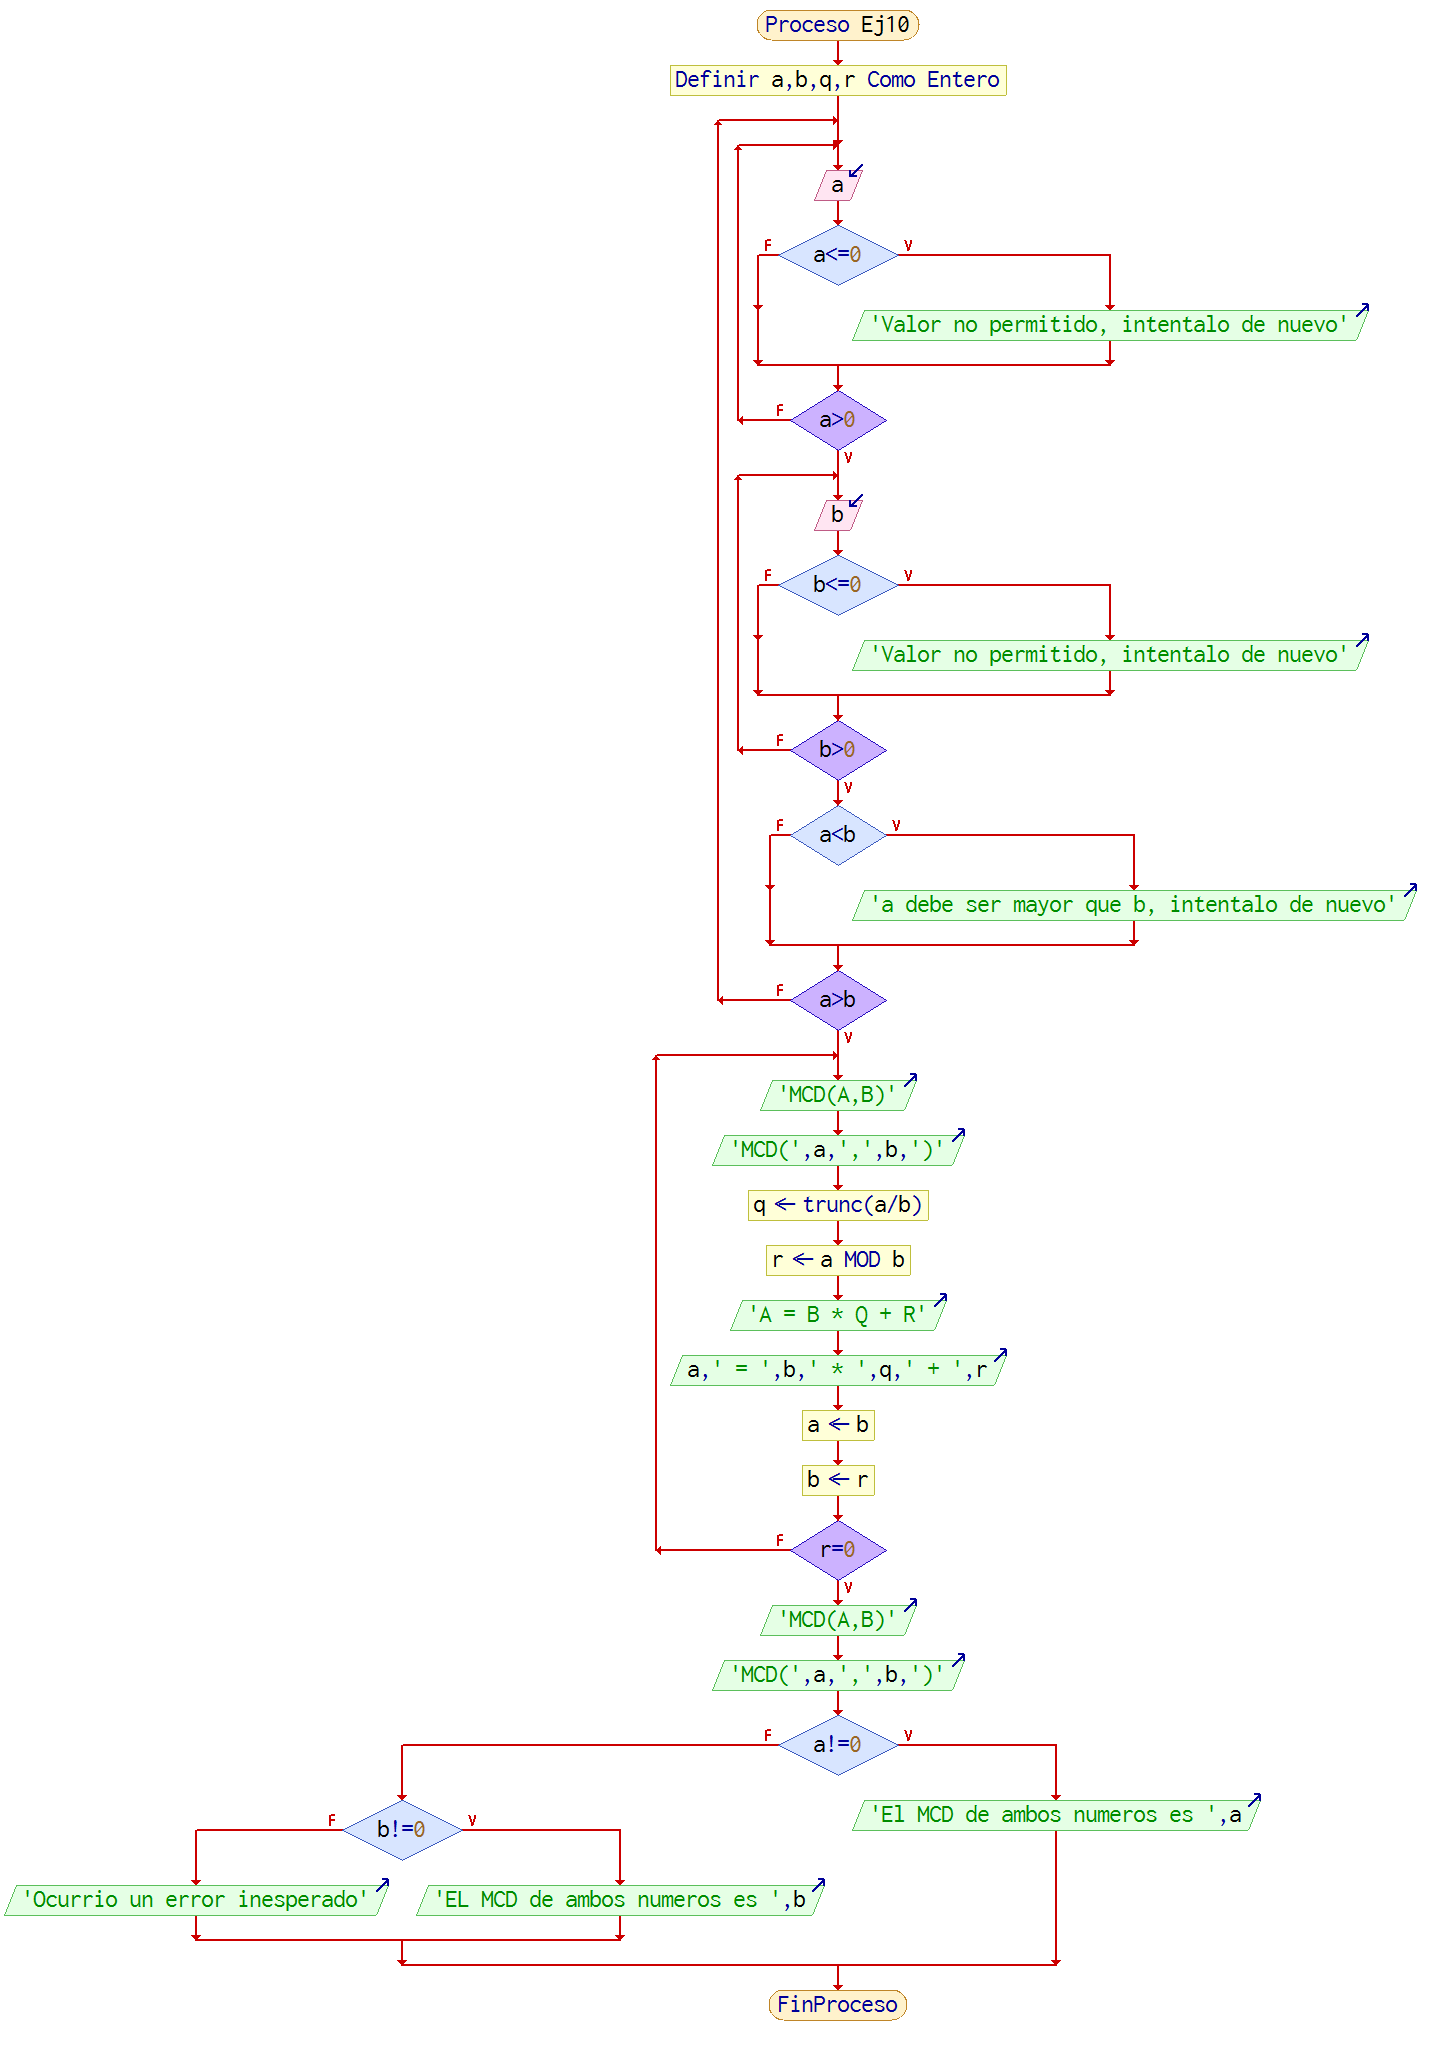 Proceso Ej10
Definir a,b,q,r Como Entero
a
a<=0
F
V
'Valor no permitido, intentalo de nuevo'
a>0
F
V
b
b<=0
F
V
'Valor no permitido, intentalo de nuevo'
b>0
F
V
a<b
F
V
'a debe ser mayor que b, intentalo de nuevo'
a>b
F
V
'MCD(A,B)'
'MCD(',a,',',b,')'
q ← trunc(a/b)
r ← a MOD b
'A = B * Q + R'
a,' = ',b,' * ',q,' + ',r
a ← b
b ← r
r=0
F
V
'MCD(A,B)'
'MCD(',a,',',b,')'
a!=0
F
V
'El MCD de ambos numeros es ',a
b!=0
F
V
'Ocurrio un error inesperado'
'EL MCD de ambos numeros es ',b
FinProceso